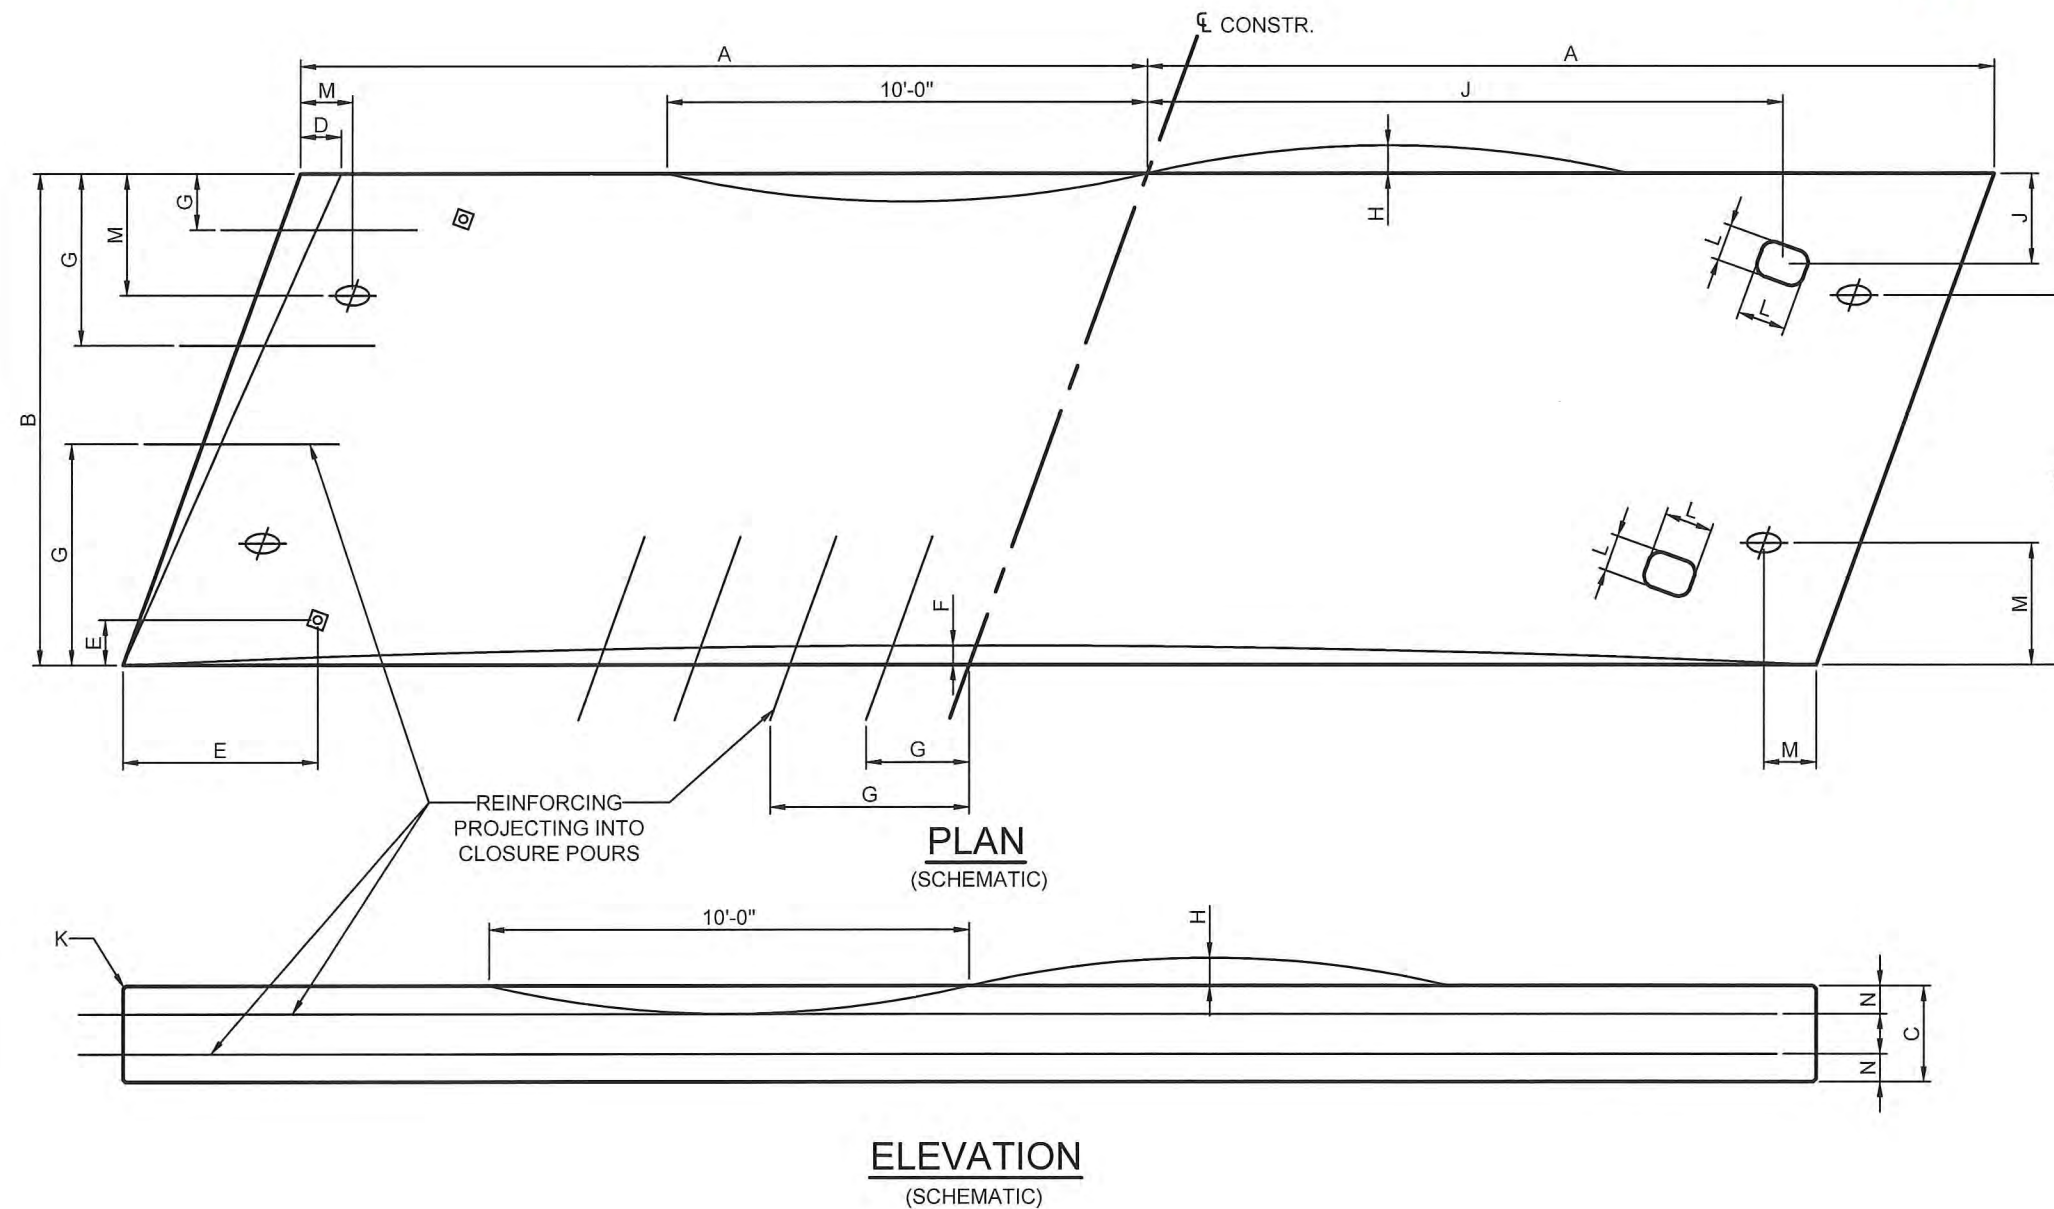 ℄ CONSTR.
A
A
M
10'-0"
J
D
G
M
G
H
J
L
L
B
G
L
L
F
M
E
E
G
M
G
REINFORCING
PROJECTING INTO
CLOSURE POURS
PLAN
(SCHEMATIC)
10'-0"
H
K
N
C
N
ELEVATION
(SCHEMATIC)